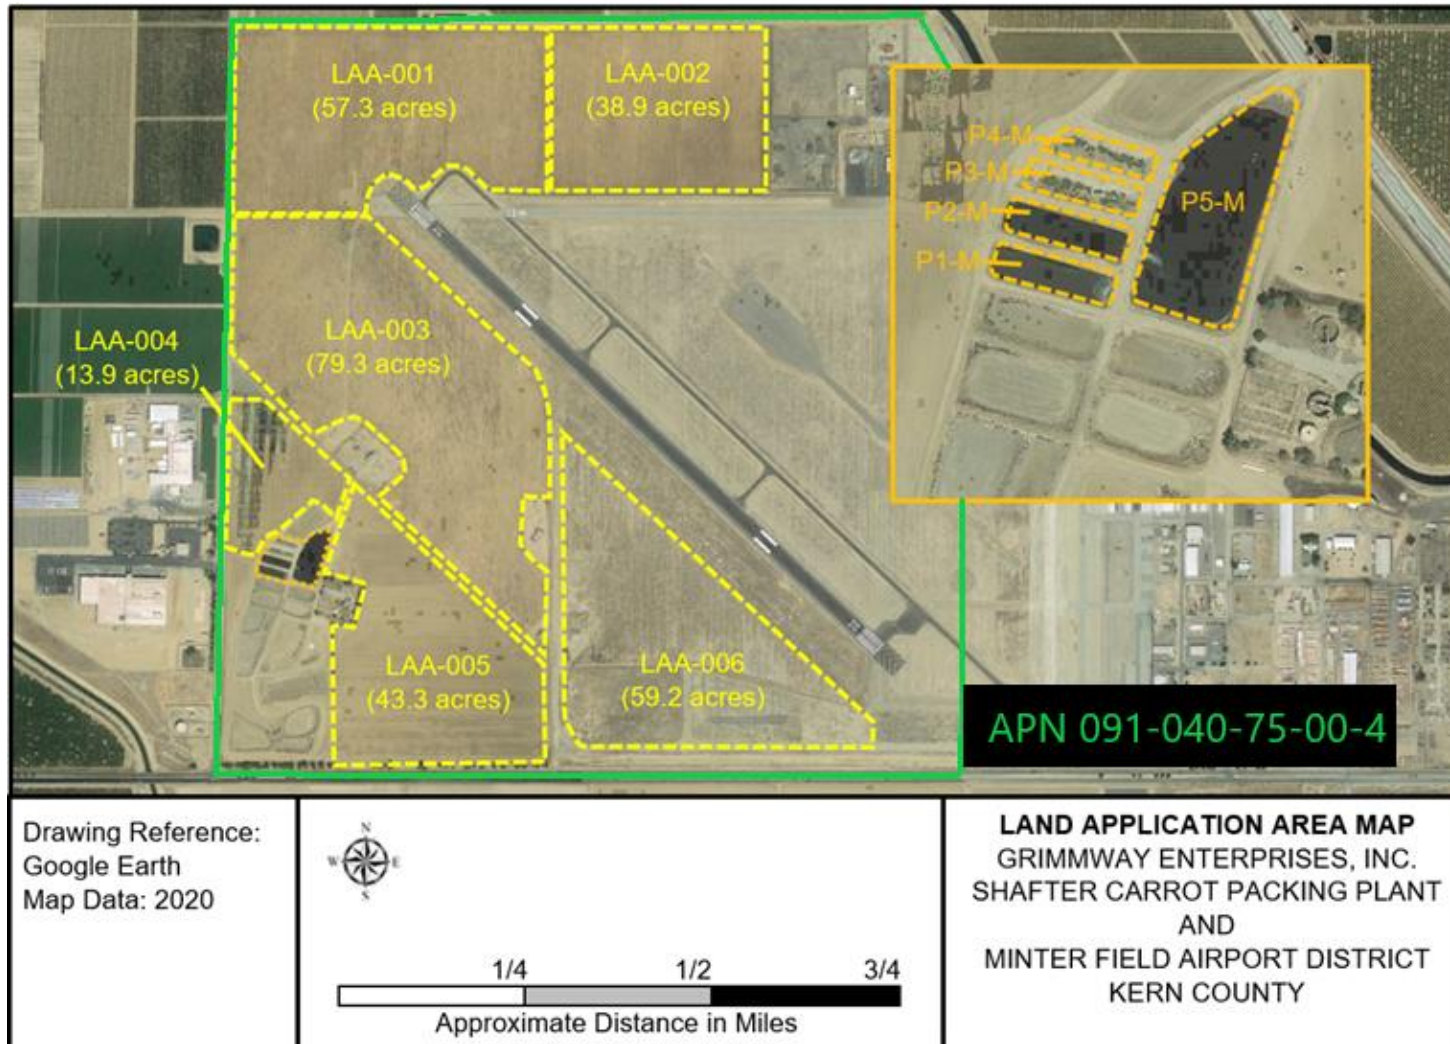 LAA-001
(57.3 acres)
LAA-002
(38.9 acres)
P4-M
P3-M
P2-M
P1-M
P5-M
LAA-003
(79.3 acres)
LAA-004
(13.9 acres)
LAA-005
(43.3 acres)
LAA-006
(59.2 acres)
APN 091-040-75-00-4
Drawing Reference:
Google Earth
Map Data: 2020
N
W E
S
1/4 1/2 3/4
Approximate Distance in Miles
LAND APPLICATION AREA MAP
GRIMMWAY ENTERPRISES, INC.
SHAFTER CARROT PACKING PLANT
AND
MINTER FIELD AIRPORT DISTRICT
KERN COUNTY